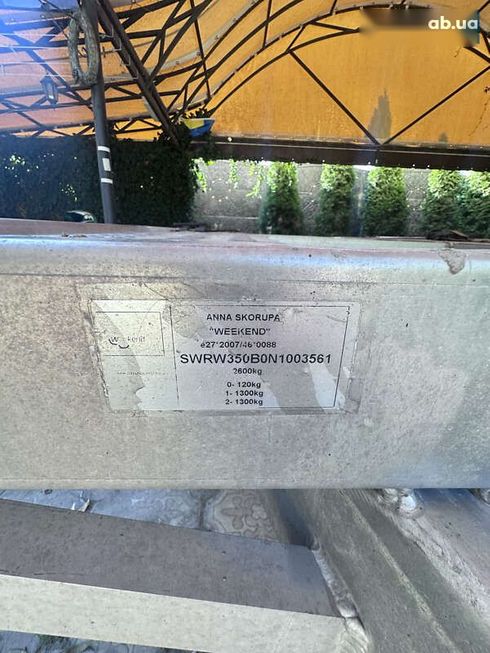 ab.ua
ANNA SKORUPA
"WEEKEND"
e27*2007/46*0088
SWRW350B0N1003561
2600kg
0- 120kg
1- 1300kg
2- 1300kg